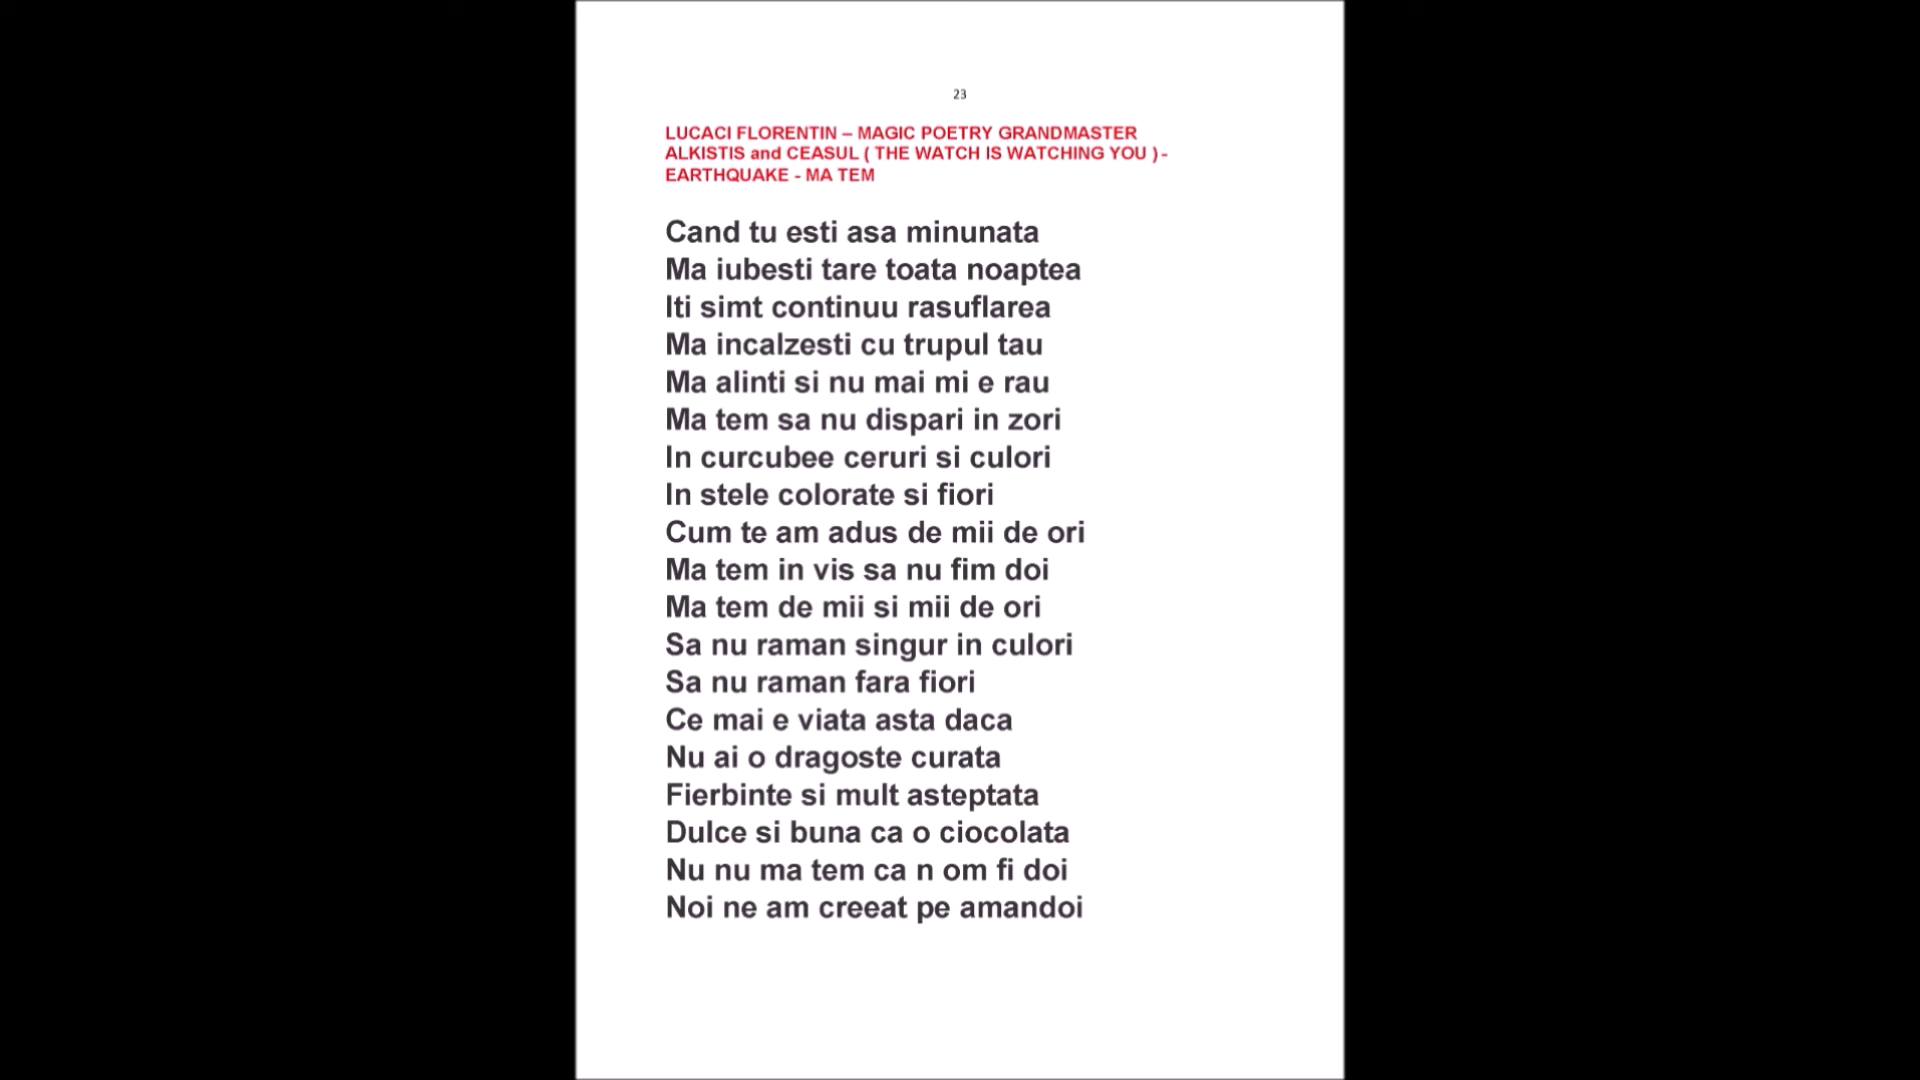 23
LUCACI FLORENTIN – MAGIC POETRY GRANDMASTER
ALKISTIS and CEASUL ( THE WATCH IS WATCHING YOU ) -
EARTHQUAKE - MA TEM
Cand tu esti asa minunata
Ma iubesti tare toata noaptea
Iti simt continuu rasuflarea
Ma incalzesti cu trupul tau
Ma alinti si nu mai mi e rau
Ma tem sa nu dispari in zori
In curcubee ceruri si culori
In stele colorate si fiori
Cum te am adus de mii de ori
Ma tem in vis sa nu fim doi
Ma tem de mii si mii de ori
Sa nu raman singur in culori
Sa nu raman fara fiori
Ce mai e viata asta daca
Nu ai o dragoste curata
Fierbinte si mult asteptata
Dulce si buna ca o ciocolata
Nu nu ma tem ca n om fi doi
Noi ne am creeat pe amandoi